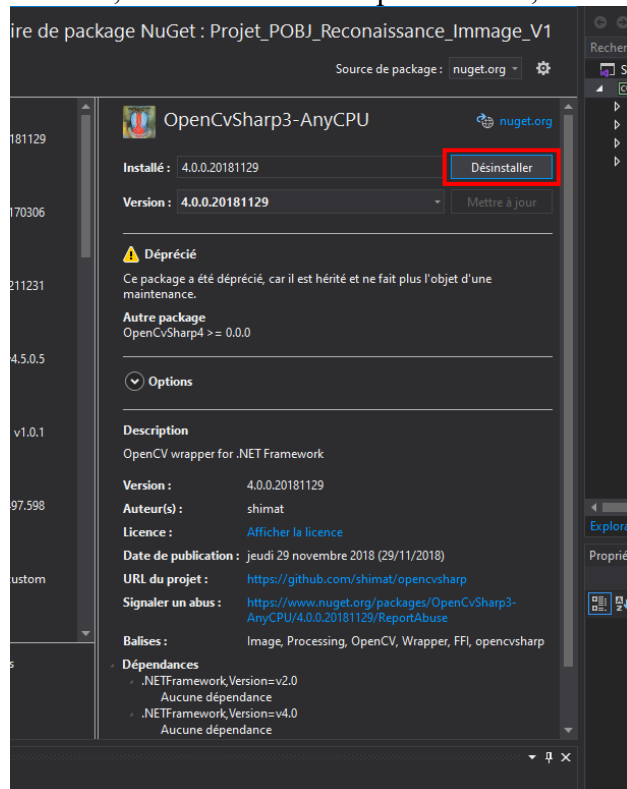 ire de package NuGet : Projet_POBJ_Reconaissance_Immage_V1
Source de package : nuget.org
Recher
OpenCvSharp3-AnyCPU
nuget.org
181129
Installé : 4.0.0.20181129 Désinstaller
Version : 4.0.0.20181129 Mettre à jour
170306
Déprécié
Ce package a été déprécié, car il est hérité et ne fait plus l'objet d'une
maintenance.
211231
Autre package
OpenCvSharp4 >= 0.0.0
4.5.0.5
Options
Description
v1.0.1
OpenCV wrapper for .NET Framework
Version : 4.0.0.20181129
97.598
Auteur(s) : shimat
Explora
Licence : Afficher la licence
Date de publication : jeudi 29 novembre 2018 (29/11/2018)
Proprié
URL du projet : https://github.com/shimat/opencvsharp
custom
Signaler un abus : https://www.nuget.org/packages/OpenCvSharp3-
AnyCPU/4.0.0.20181129/ReportAbuse
Balises : Image, Processing, OpenCV, Wrapper, FFI, opencvsharp
Dépendances
s
.NETFramework,Version=v2.0
Aucune dépendance
.NETFramework,Version=v4.0
Aucune dépendance